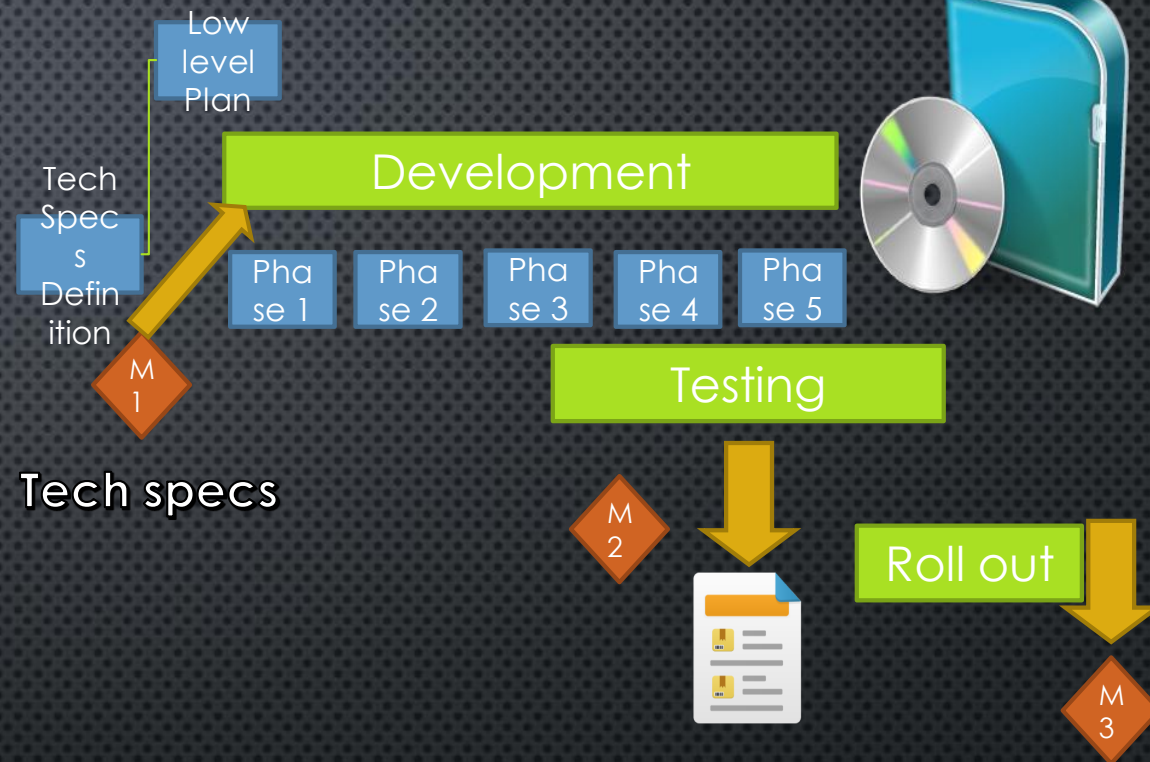 Low
level
Plan
Development
Tech
Spec
s
Defin
ition
Pha
se 1
Pha
se 2
Pha
se 3
Pha
se 4
Pha
se 5
M
1
Testing
Tech specs
M
2
Roll out
M
3